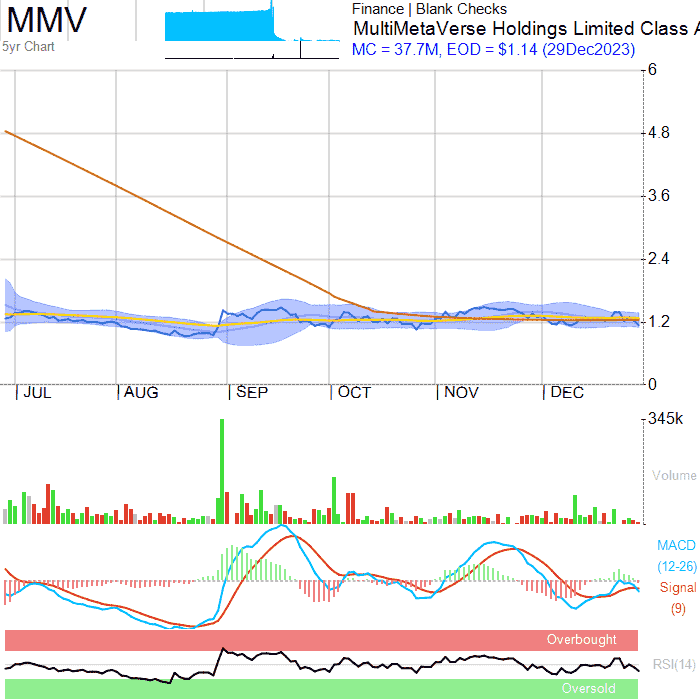 MMV
5yr Chart
Finance | Blank Checks
MultiMetaVerse Holdings Limited Class A
MC = 37.7M, EOD = $1.14 (29Dec2023)
6
4.8
3.6
2.4
1.2
0
JUL
AUG
SEP
OCT
NOV
DEC
345k
Volume
MACD
(12-26)
Signal
(9)
Overbought
RSI(14)
Oversold